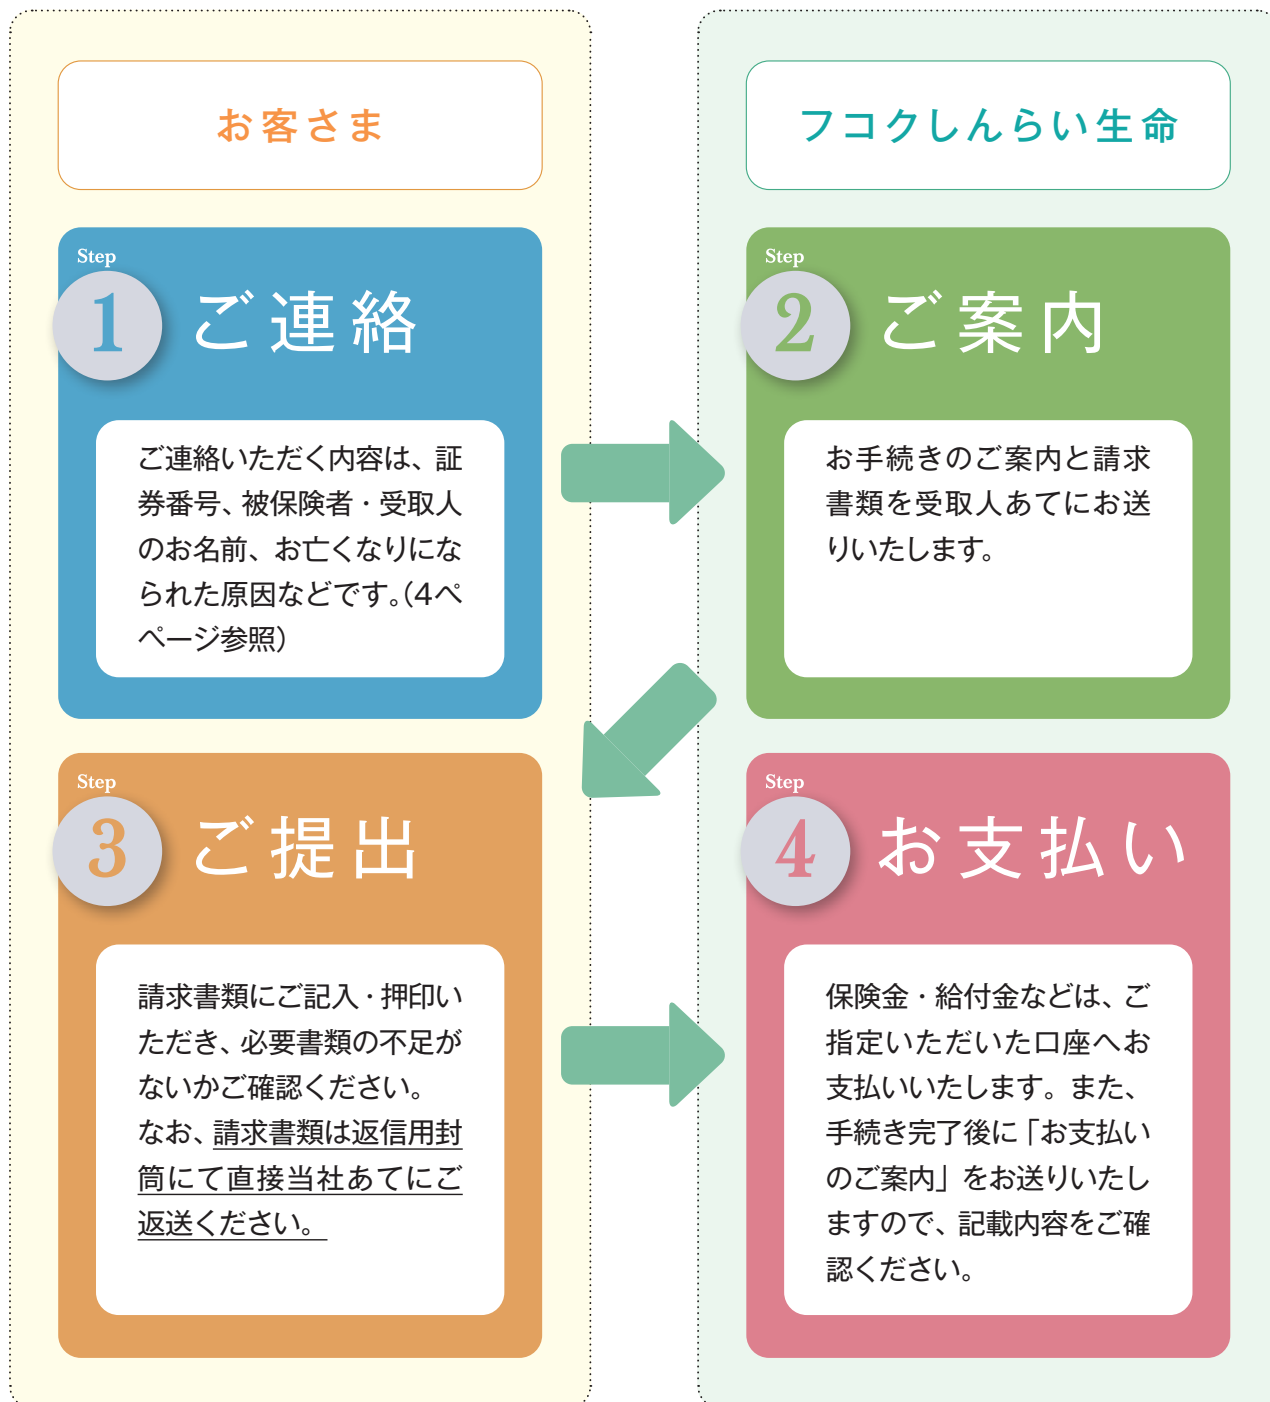 お客さま
フコクしんらい生命
Step
1
ご連絡
ご連絡いただく内容は、証
券番号、被保険者・受取人
のお名前、お亡くなりにな
られた原因などです。（4ペ
ページ参照）
Step
2
ご案内
お手続きのご案内と請求
書類を受取人あてにお送
りいたします。
Step
3
ご提出
請求書類にご記入・押印い
ただき、必要書類の不足が
ないかご確認ください。
なお、請求書類は返信用封
筒にて直接当社あてにご
返送ください。
Step
4
お支払い
保険金・給付金などは、ご
指定いただいた口座へお
支払いいたします。また、
手続き完了後に「お支払い
のご案内」をお送りいたし
ますので、記載内容をご確
認ください。